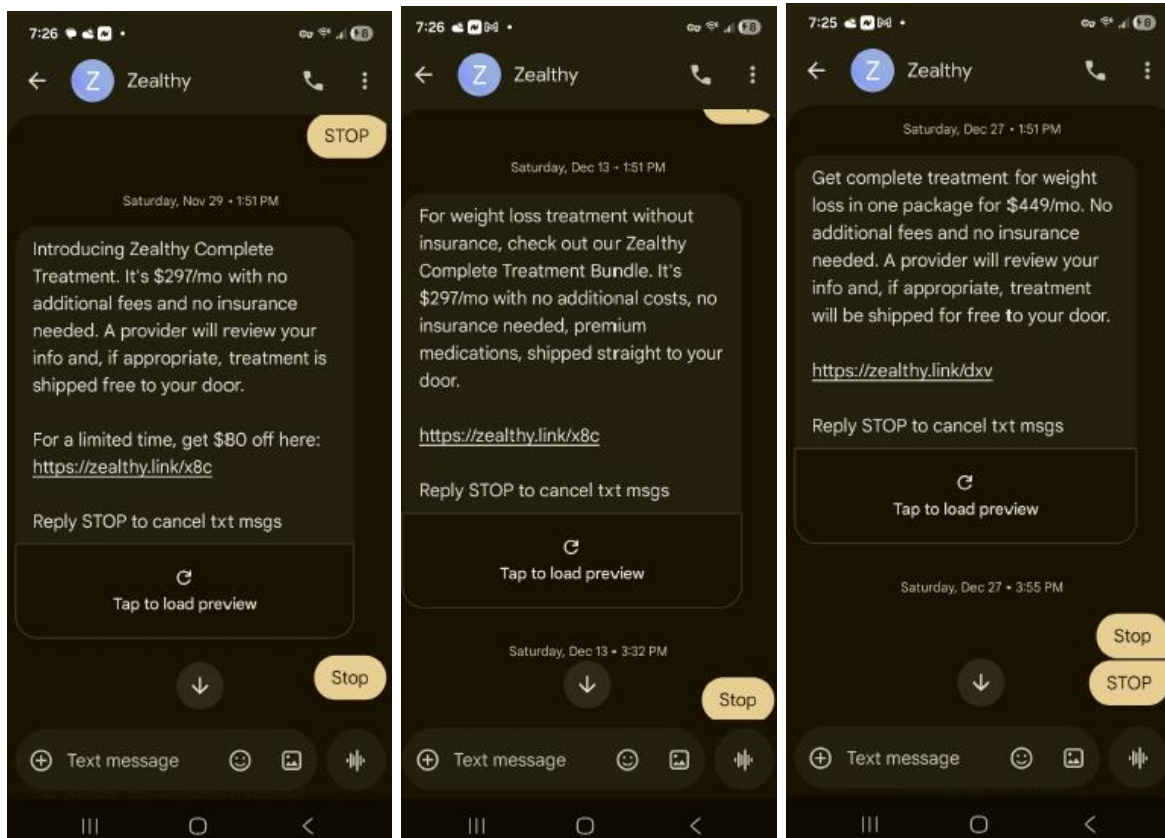 7:26
Z Zealthy
STOP
Saturday, Nov 29 • 1:51 PM
Introducing Zealthy Complete
Treatment. It's $297/mo with no
additional fees and no insurance
needed. A provider will review your
info and, if appropriate, treatment is
shipped free to your door.
For a limited time, get $80 off here:
https://zealthy.link/x8c
Reply STOP to cancel txt msgs
Tap to load preview
Stop
Text message
7:26
Z Zealthy
Saturday, Dec 13 • 1:51 PM
For weight loss treatment without
insurance, check out our Zealthy
Complete Treatment Bundle. It's
$297/mo with no additional costs, no
insurance needed, premium
medications, shipped straight to your
door.
https://zealthy.link/x8c
Reply STOP to cancel txt msgs
Tap to load preview
Saturday, Dec 13 • 3:32 PM
Stop
Text message
7:25
Z Zealthy
Saturday, Dec 27 • 1:51 PM
Get complete treatment for weight
loss in one package for $449/mo. No
additional fees and no insurance
needed. A provider will review your
info and, if appropriate, treatment
will be shipped for free to your door.
https://zealthy.link/dxv
Reply STOP to cancel txt msgs
Tap to load preview
Saturday, Dec 27 • 3:55 PM
Stop
STOP
Text message